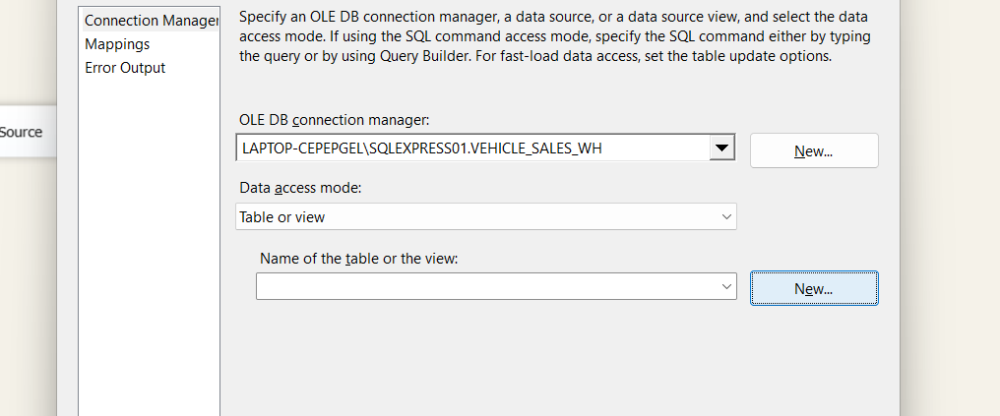 Connection Manager
Specify an OLE DB connection manager, a data source, or a data source view, and select the data
access mode. If using the SQL command access mode, specify the SQL command either by typing
the query or by using Query Builder. For fast-load data access, set the table update options.
Mappings
Error Output
Source
OLE DB connection manager:
LAPTOP-CEPEPGEL\SQLEXPRESS01.VEHICLE_SALES_WH
New...
Data access mode:
Table or view
Name of the table or the view:
New...